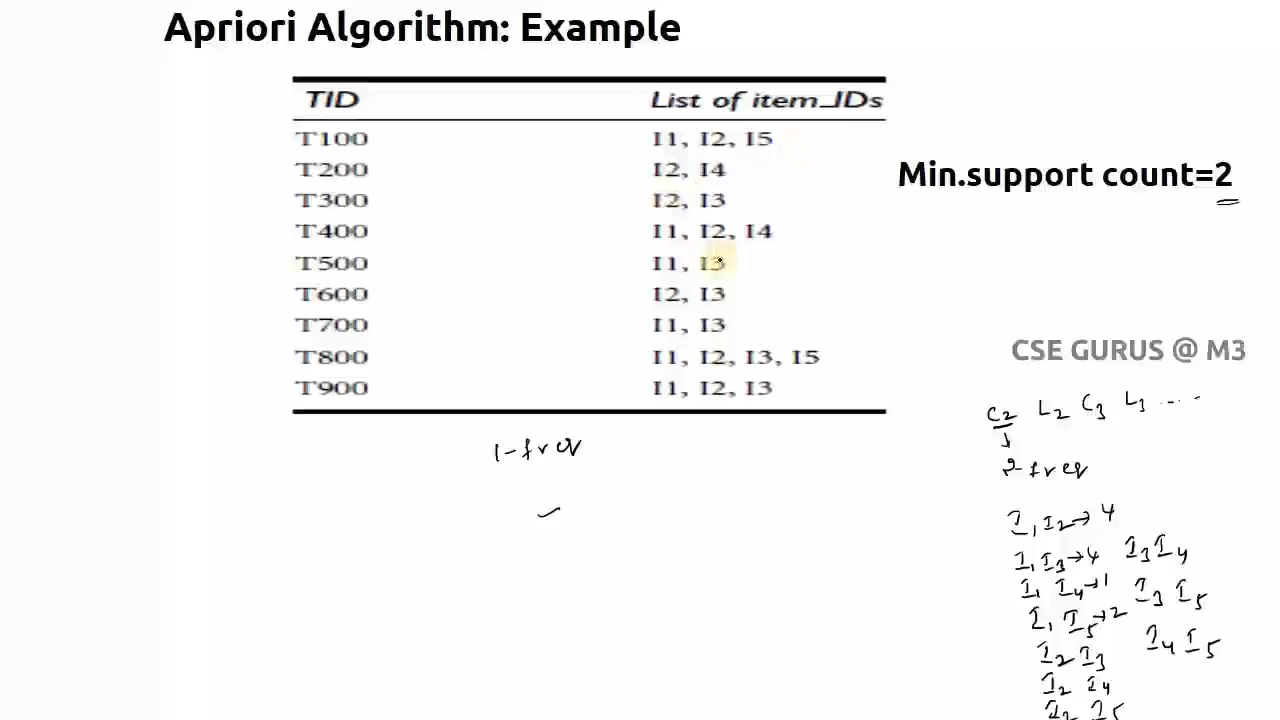 Apriori Algorithm: Example
TID List of item_IDs
T100 I1, I2, I5
T200 I2, I4
T300 I2, I3
T400 I1, I2, I4
T500 I1, I3
T600 I2, I3
T700 I1, I3
T800 I1, I2, I3, I5
T900 I1, I2, I3
Min.support count=2
CSE GURUS @ M3
1-freq
C2 L2 C3 L3 ....
2-freq
I1 I2→4
I1 I3→4
I1 I4→1
I1 I5→2
I2 I3
I2 I4
I2 I5
I3 I4
I3 I5
I4 I5